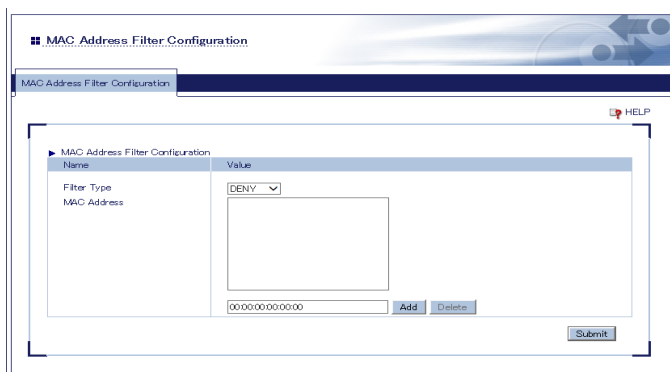 MAC Address Filter Configuration
MAC Address Filter Configuration
HELP
MAC Address Filter Configuration
Name Value
Filter Type DENY
MAC Address
00:00:00:00:00:00 Add Delete
Submit